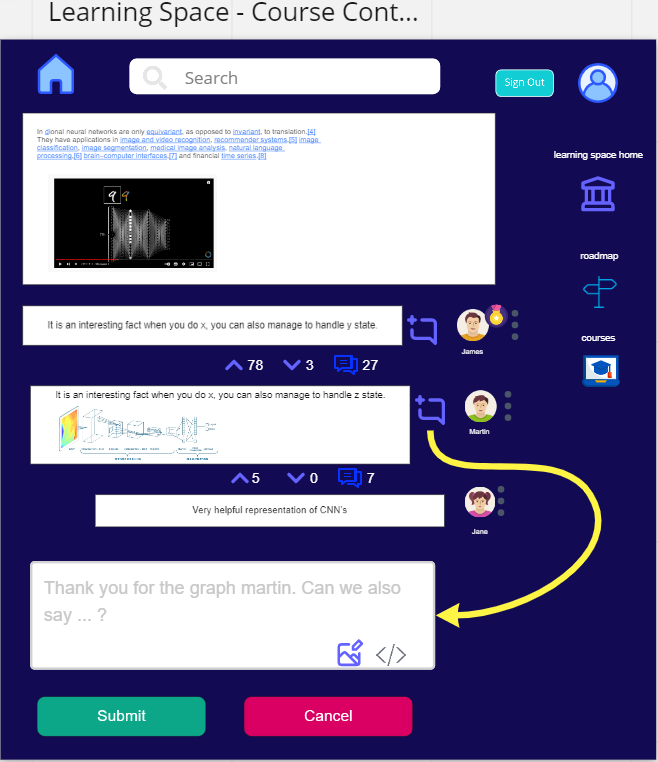 Learning Space - Course Cont...
Search
Sign Out
In dional neural networks are only equivariant, as opposed to invariant, to translation.[4]
They have applications in image and video recognition, recommender systems,[5] image
classification, image segmentation, medical image analysis, natural language
processing,[6] brain–computer interfaces,[7] and financial time series.[8]
learning space home
roadmap
courses
It is an interesting fact when you do x, you can also manage to handle y state.
James
78 3 27
It is an interesting fact when you do x, you can also manage to handle z state.
Martin
5 0 7
Very helpful representation of CNN's
Jane
Thank you for the graph martin. Can we also
say ... ?
</>
Submit Cancel